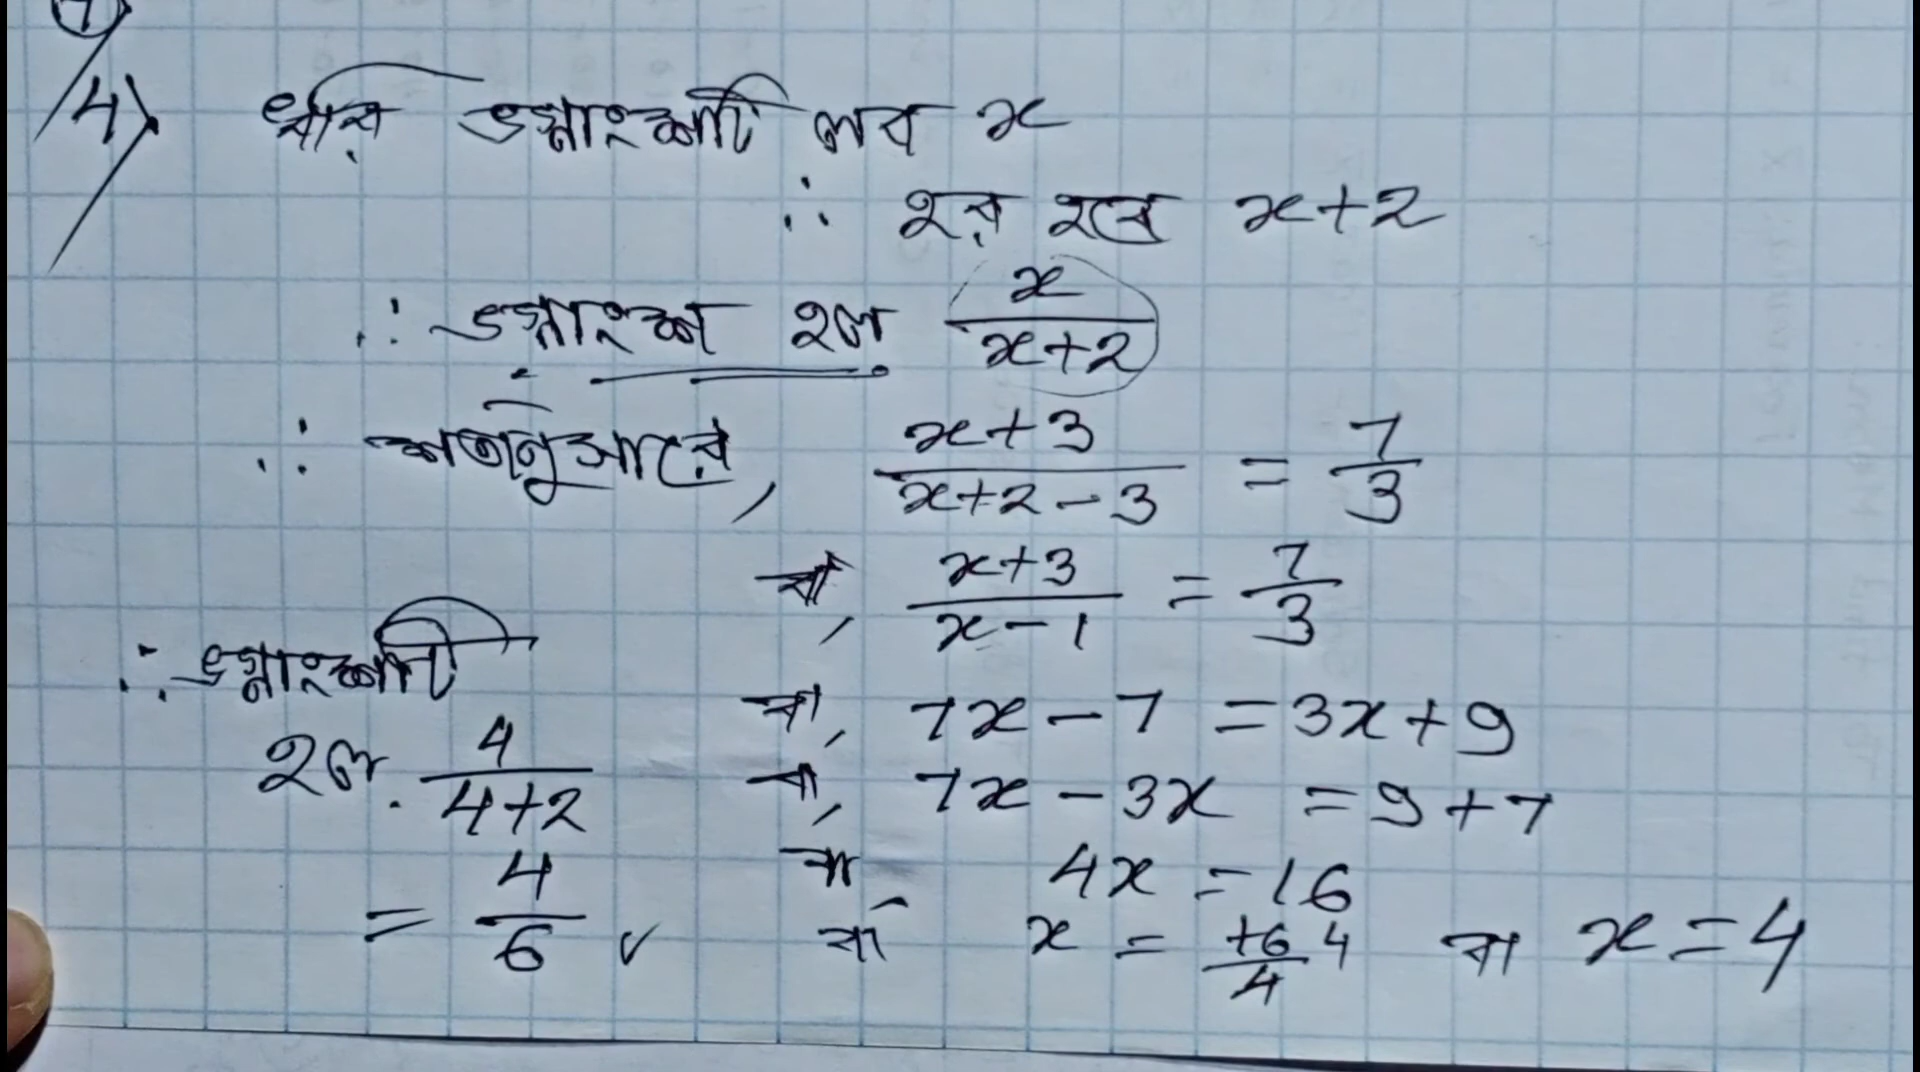 7
4) ধরি ভগ্নাংশটি লব x
∴ হর হবে x+2
∴ ভগ্নাংশ হল x/(x+2)
∴ শর্তানুসারে, (x+3)/(x+2-3) = 7/3
বা, (x+3)/(x-1) = 7/3
বা, 7x-7 = 3x+9
বা, 7x-3x = 9+7
বা 4x = 16
বা x = 16/4 4 বা x = 4
∴ ভগ্নাংশটি
হল. 4/(4+2)
= 4/6 ✓